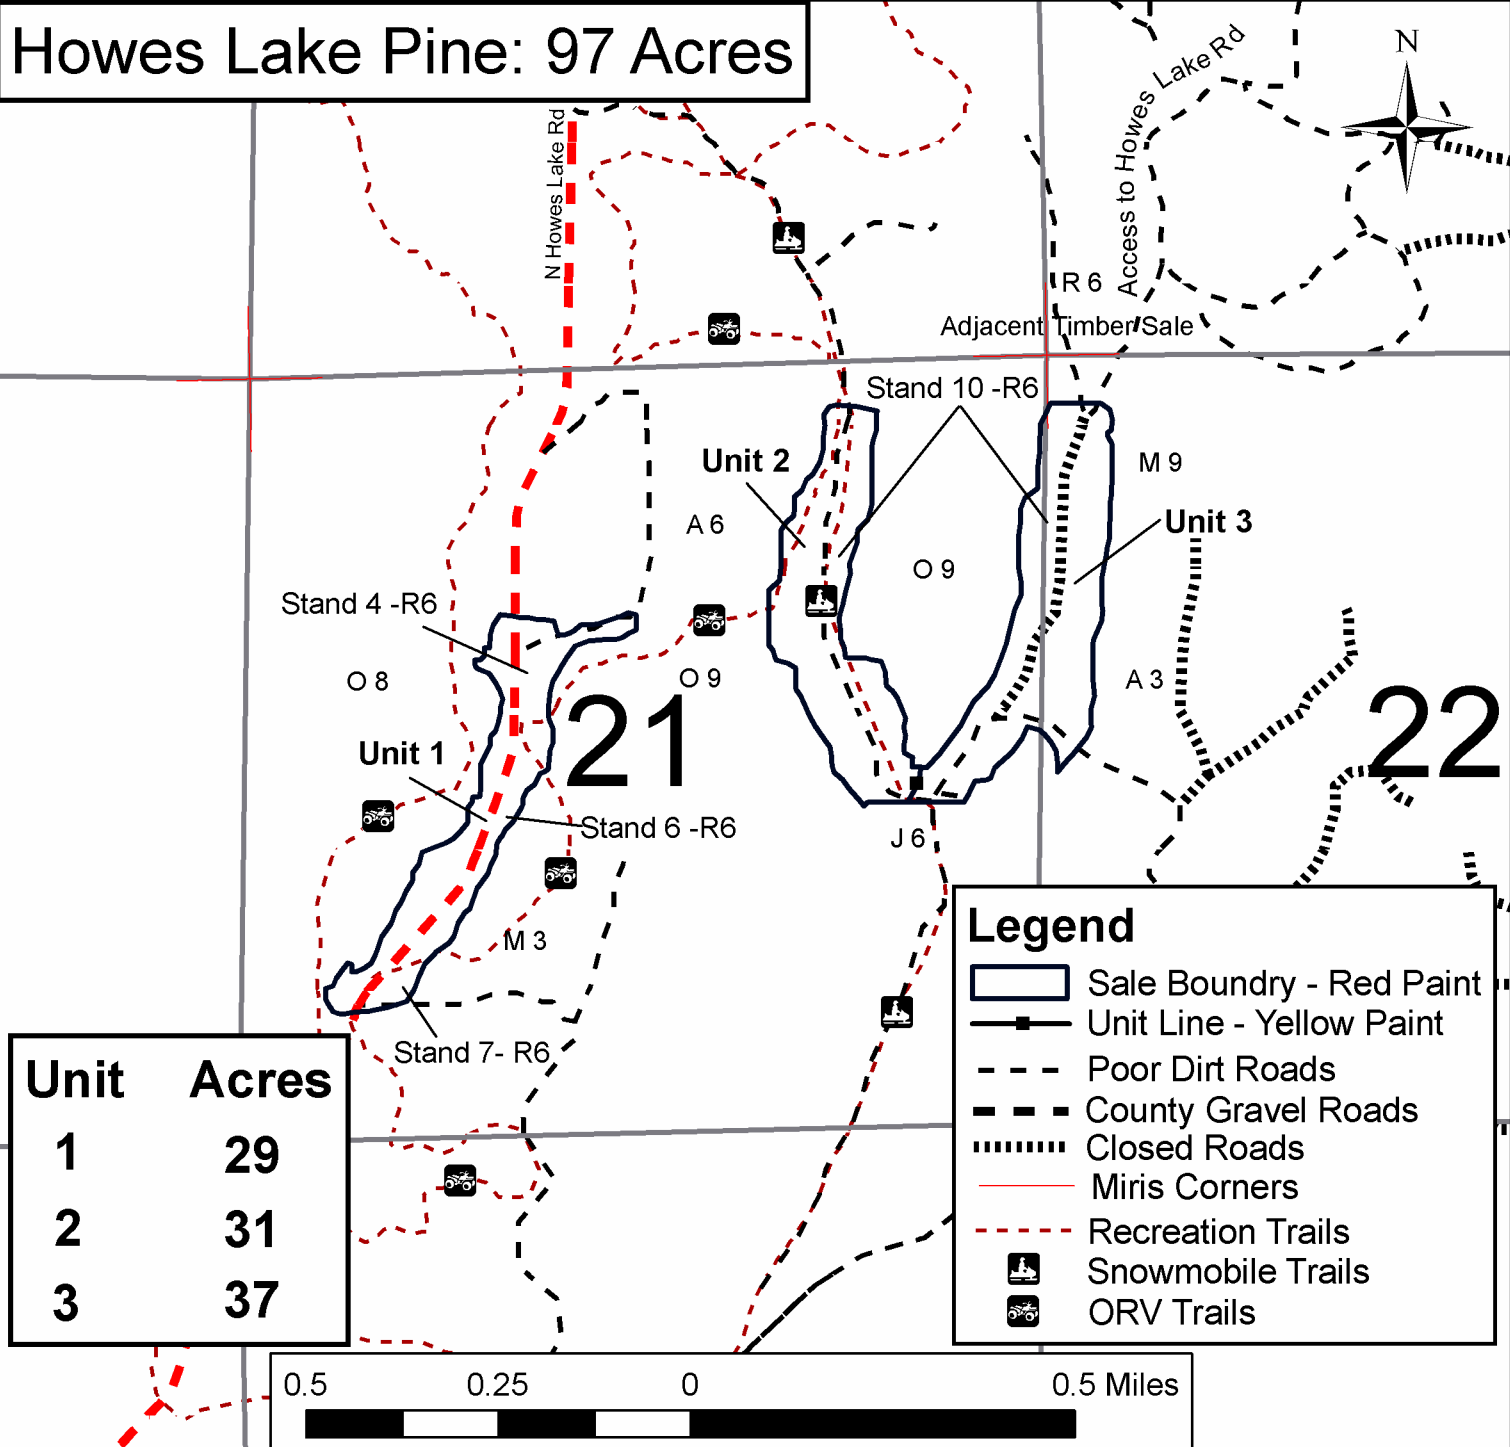 Howes Lake Pine: 97 Acres
N
N Howes Lake Rd
Access to Howes Lake Rd
R 6
Adjacent Timber Sale
Stand 10 -R6
Unit 2
M 9
A 6
Unit 3
O 9
Stand 4 -R6
O 8
O 9
A 3
21
22
Unit 1
Stand 6 -R6
J 6
M 3
Stand 7- R6
Legend
Sale Boundry - Red Paint
Unit Line - Yellow Paint
Poor Dirt Roads
County Gravel Roads
Closed Roads
Miris Corners
Recreation Trails
Snowmobile Trails
ORV Trails
Unit Acres
1 29
2 31
3 37
0.5 0.25 0 0.5 Miles